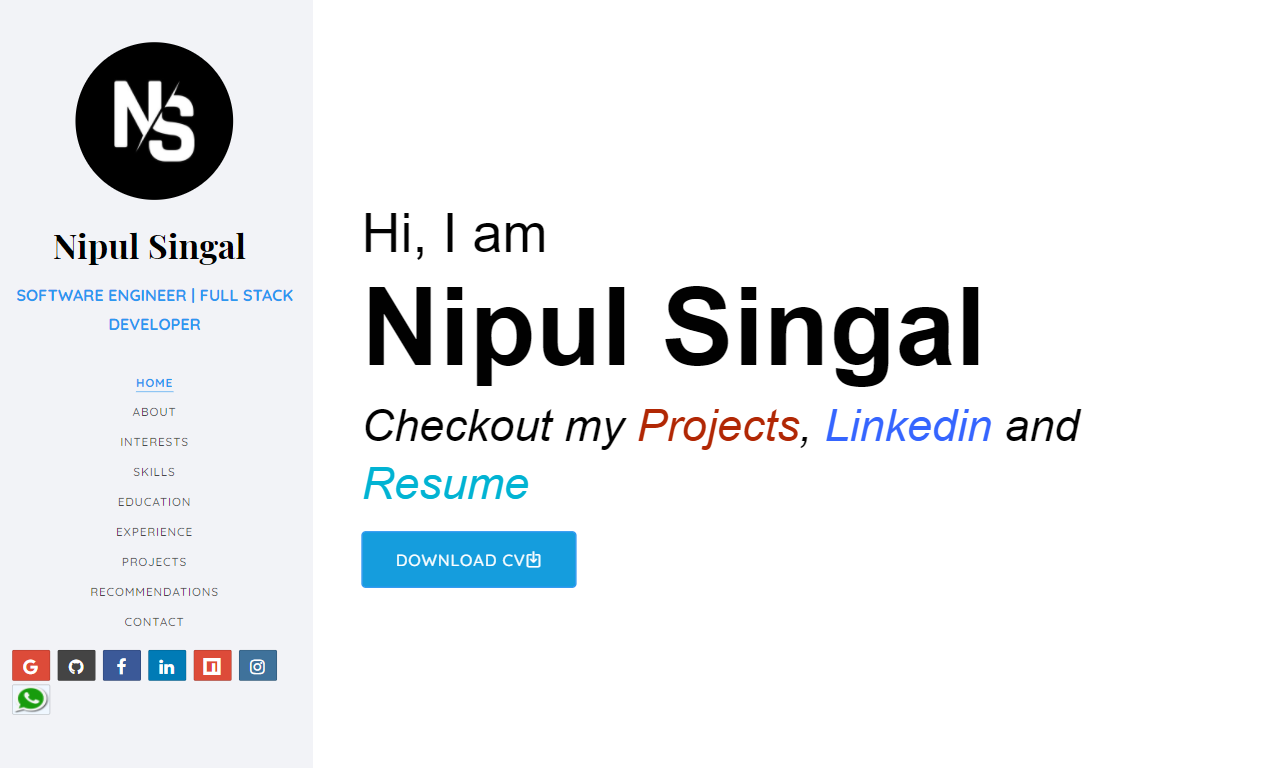 NS
Nipul Singal
SOFTWARE ENGINEER | FULL STACK
DEVELOPER
HOME
ABOUT
INTERESTS
SKILLS
EDUCATION
EXPERIENCE
PROJECTS
RECOMMENDATIONS
CONTACT
Hi, I am
Nipul Singal
Checkout my Projects, Linkedin and
Resume
DOWNLOAD CV